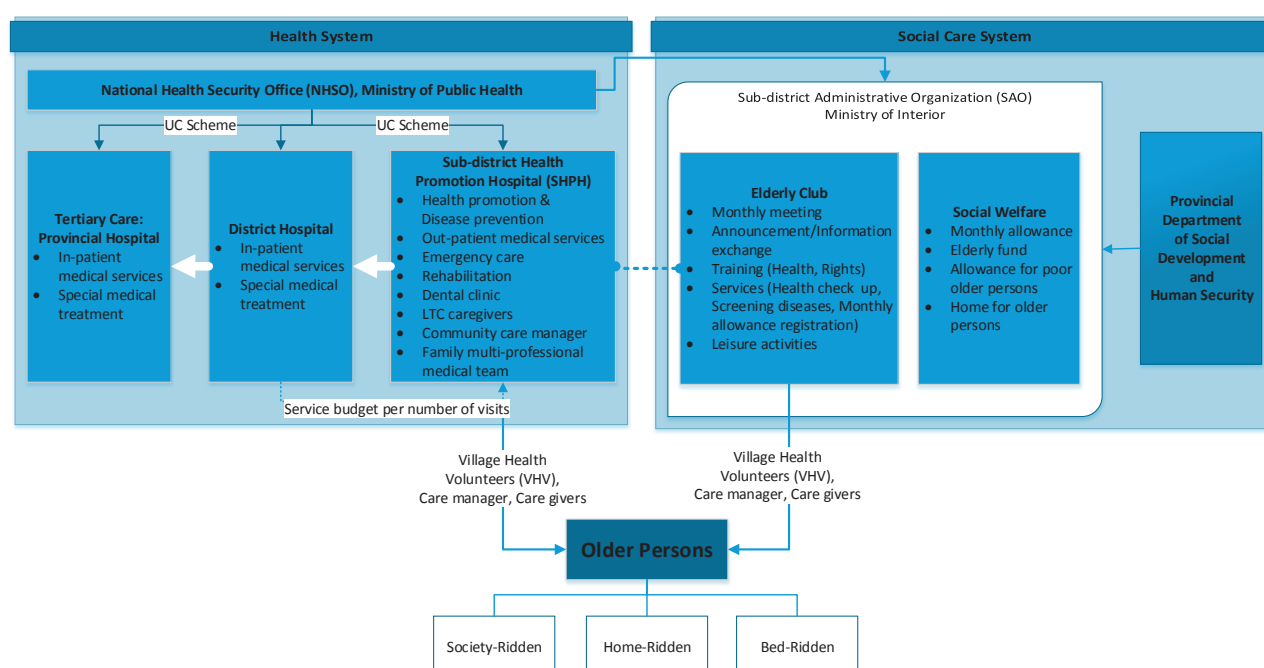 Health System
Social Care System
National Health Security Office (NHSO), Ministry of Public Health
UC Scheme
UC Scheme
Tertiary Care:
Provincial Hospital
• In-patient
medical services
• Special medical
treatment
District Hospital
• In-patient
medical services
• Special medical
treatment
Sub-district Health
Promotion Hospital (SHPH)
• Health promotion &
Disease prevention
• Out-patient medical services
• Emergency care
• Rehabilitation
• Dental clinic
• LTC caregivers
• Community care manager
• Family multi-professional
medical team
Service budget per number of visits
Sub-district Administrative Organization (SAO)
Ministry of Interior
Elderly Club
• Monthly meeting
• Announcement/Information
exchange
• Training (Health, Rights)
• Services (Health check up,
Screening diseases, Monthly
allowance registration)
• Leisure activities
Social Welfare
• Monthly allowance
• Elderly fund
• Allowance for poor
older persons
• Home for older
persons
Provincial
Department
of Social
Development
and
Human Security
Village Health
Volunteers (VHV),
Care manager, Care givers
Village Health
Volunteers (VHV),
Care manager, Care givers
Older Persons
Society-Ridden
Home-Ridden
Bed-Ridden